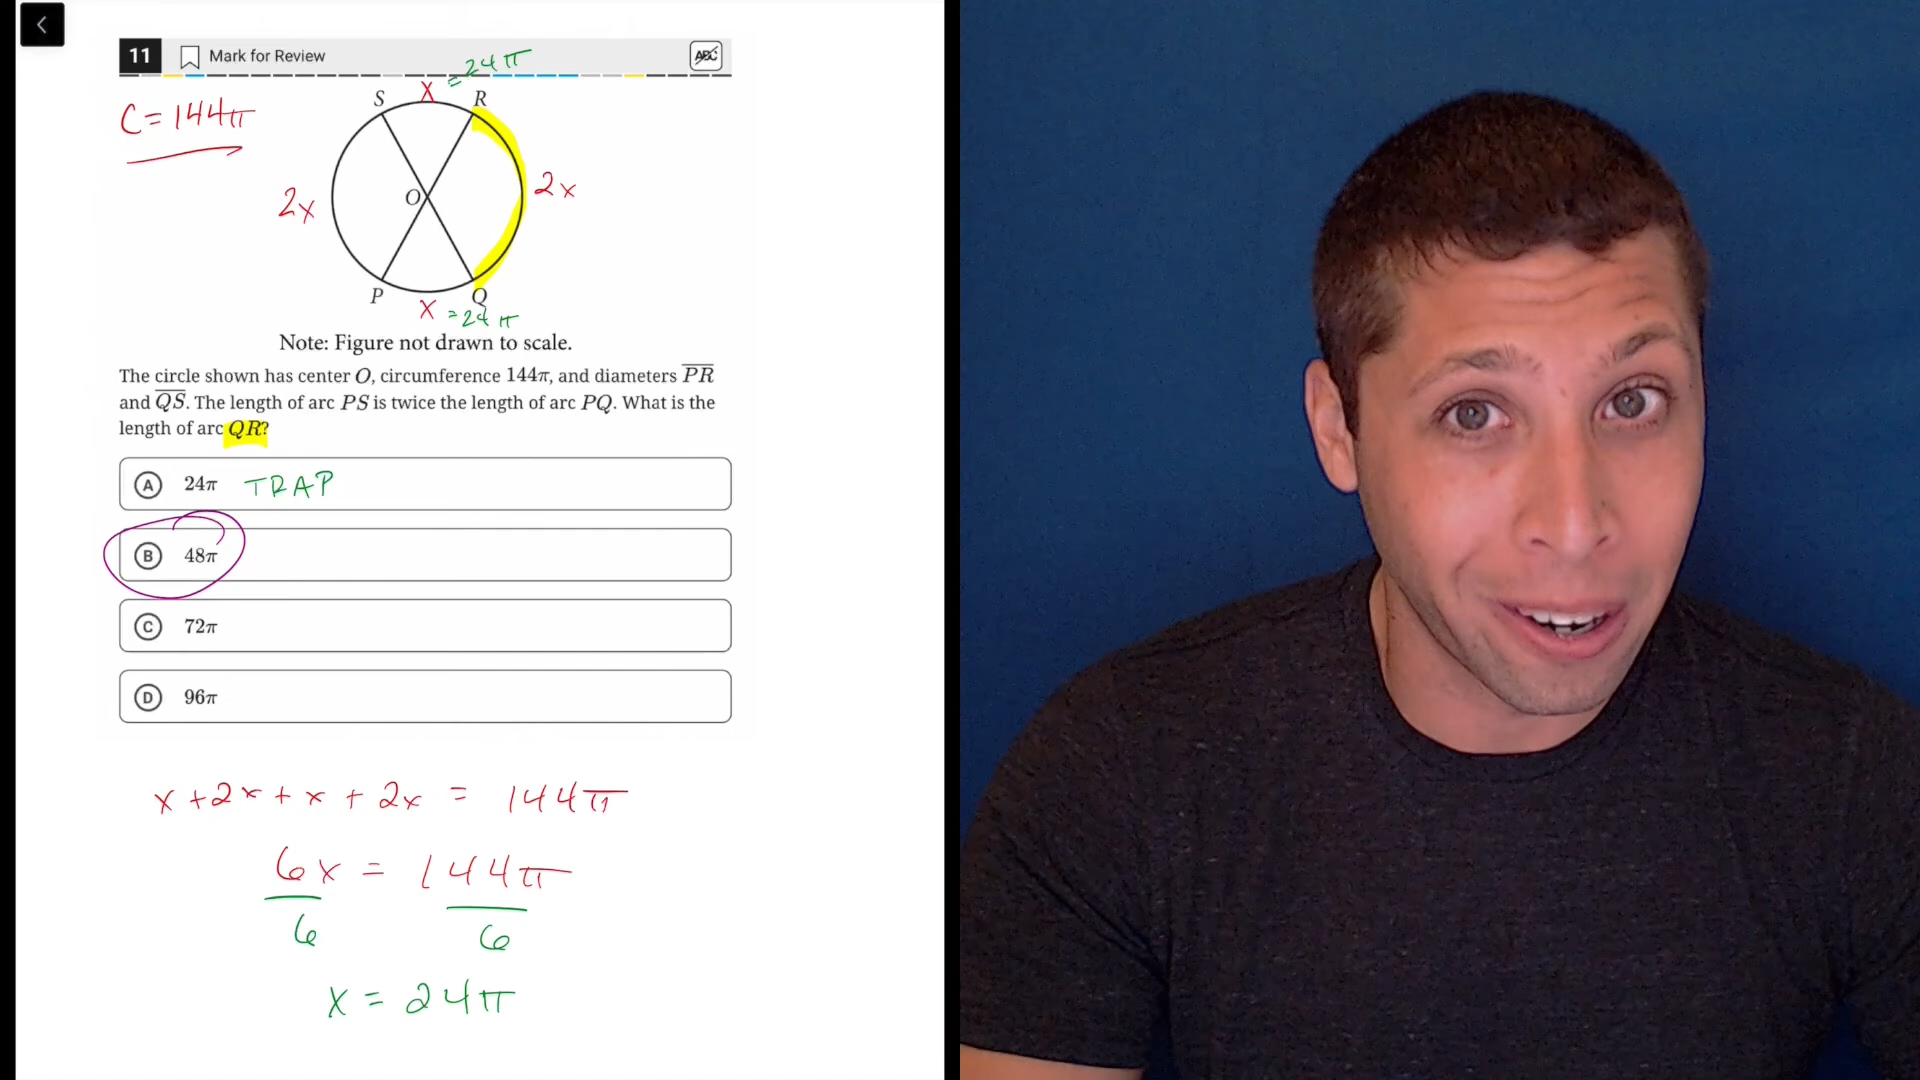 11 Mark for Review ABC
= 24π
C = 144π
S X R
2x O 2x
P X Q
= 24π
Note: Figure not drawn to scale.
The circle shown has center O, circumference 144π, and diameters PR
and QS. The length of arc PS is twice the length of arc PQ. What is the
length of arc QR?
A 24π TRAP
B 48π
C 72π
D 96π
x + 2x + x + 2x = 144π
6x = 144π
6 6
x = 24π